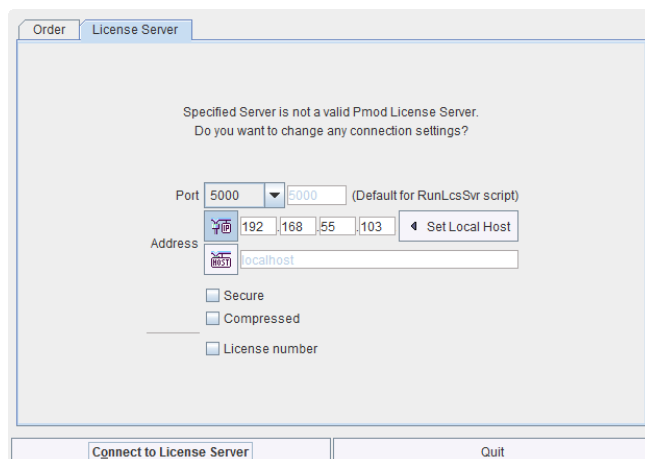 Order License Server
Specified Server is not a valid Pmod License Server.
Do you want to change any connection settings?
Port 5000 5000 (Default for RunLcsSvr script)
Address
IP 192 .168 .55 .103 Set Local Host
HOST localhost
Secure
Compressed
License number
Connect to License Server Quit